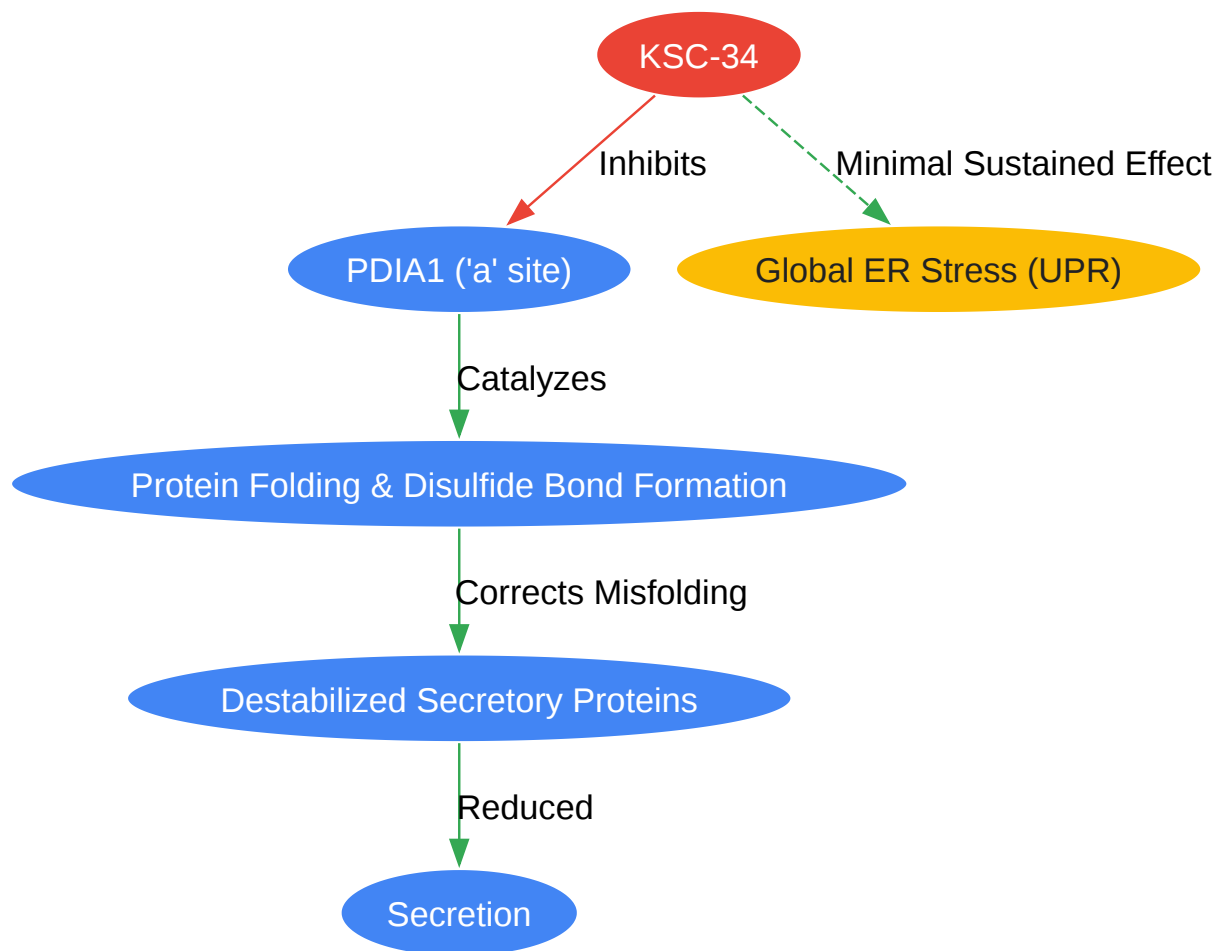 KSC-34
Inhibits
Minimal Sustained Effect
PDIA1 ('a' site)
Global ER Stress (UPR)
Catalyzes
Protein Folding & Disulfide Bond Formation
Corrects Misfolding
Destabilized Secretory Proteins
Reduced
Secretion